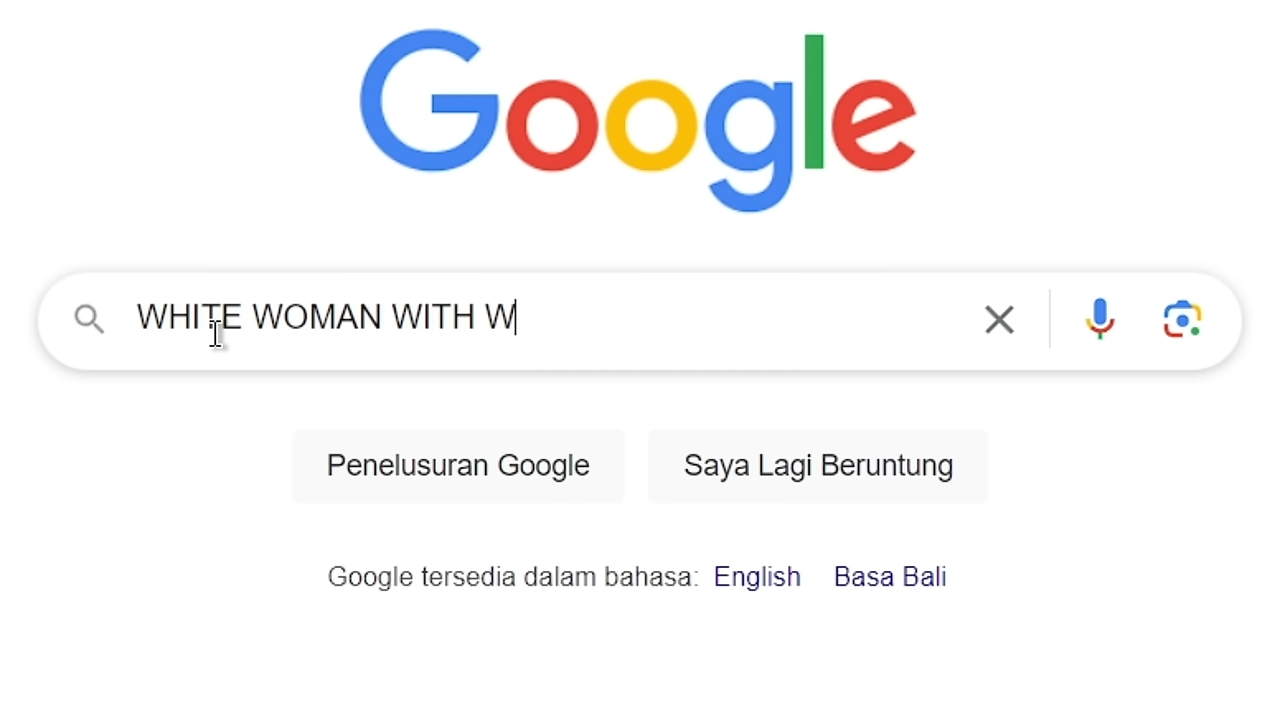 Google
WHITE WOMAN WITH W
Penelusuran Google
Saya Lagi Beruntung
Google tersedia dalam bahasa: English Basa Bali